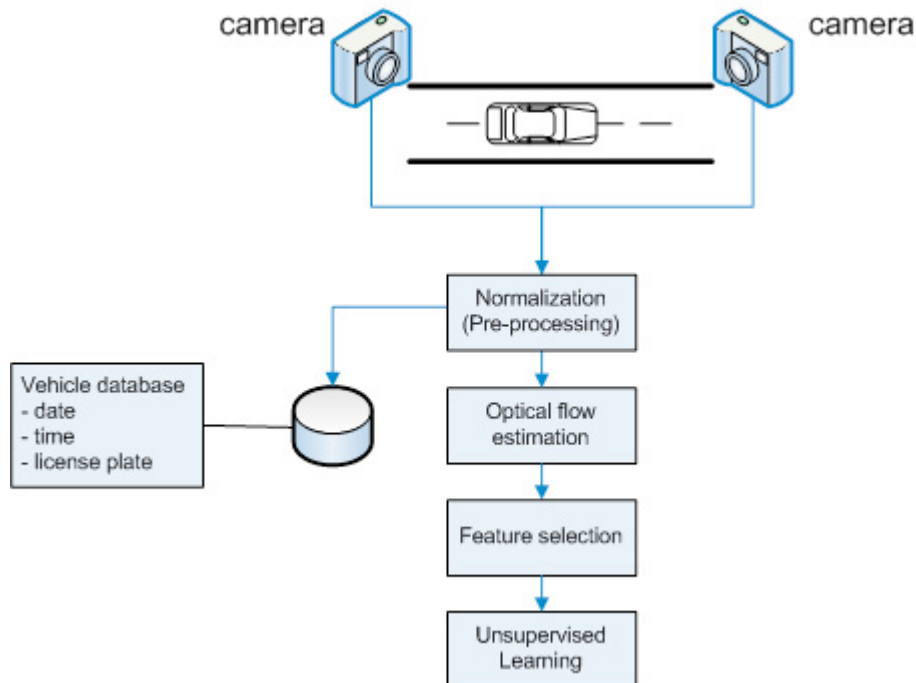 camera
camera
Normalization
(Pre-processing)
Vehicle database
- date
- time
- license plate
Optical flow
estimation
Feature selection
Unsupervised
Learning